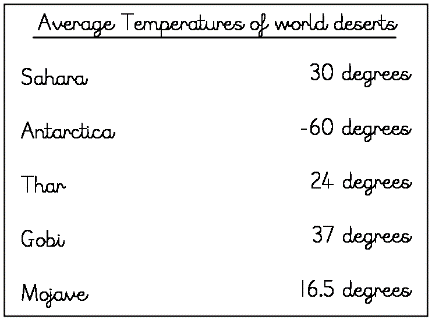 Average Temperatures of world deserts
Sahara 30 degrees
Antarctica -60 degrees
Thar 24 degrees
Gobi 37 degrees
Mojave 16.5 degrees